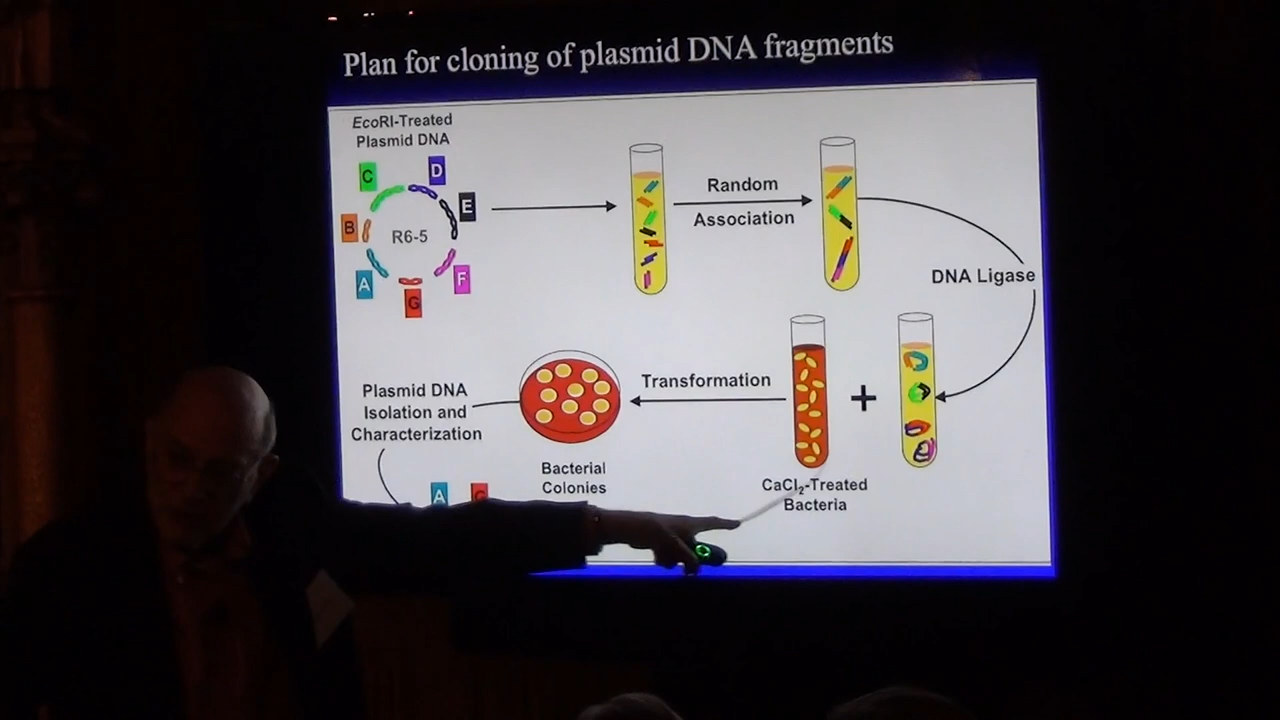 Plan for cloning of plasmid DNA fragments
EcoRI-Treated
Plasmid DNA
C
D
E
B
R6-5
A
F
G
Random
Association
DNA Ligase
Transformation
+
Plasmid DNA
Isolation and
Characterization
Bacterial
Colonies
CaCl₂-Treated
Bacteria
A
G